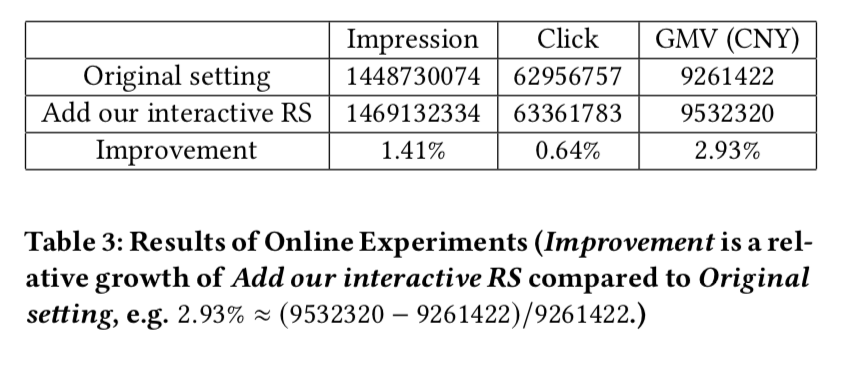 Impression Click GMV (CNY)
Original setting 1448730074 62956757 9261422
Add our interactive RS 1469132334 63361783 9532320
Improvement 1.41% 0.64% 2.93%
Table 3: Results of Online Experiments (Improvement is a rel-
ative growth of Add our interactive RS compared to Original
setting, e.g. 2.93% ≈ (9532320 − 9261422)/9261422.)